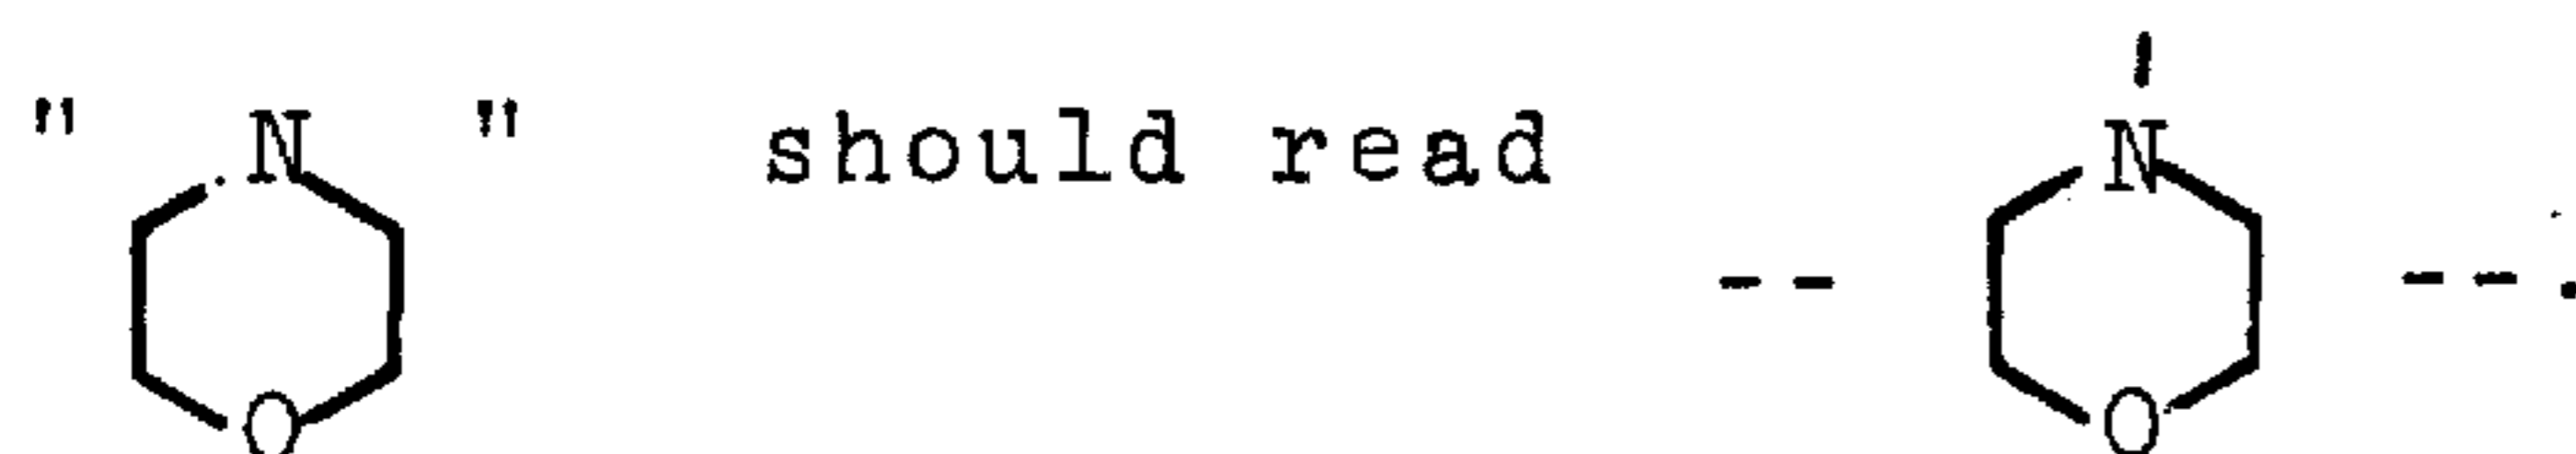 " N " should read -- N --.
O O